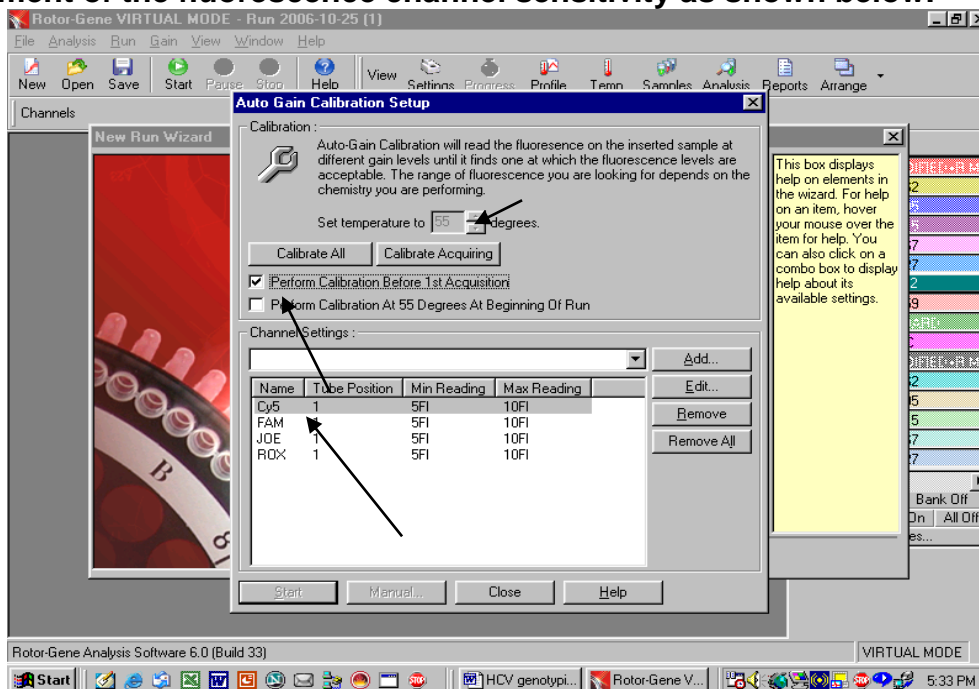 ment of the fluorescence channel sensitivity as shown below.
Rotor-Gene VIRTUAL MODE - Run 2006-10-25 (1)
File Analysis Run Gain View Window Help
New Open Save Start Pause Stop Help View Settings Progress Profile Temp Samples Analysis Reports Arrange
Channels
New Run Wizard
Auto Gain Calibration Setup
Calibration :
Auto-Gain Calibration will read the fluoresence on the inserted sample at
different gain levels until it finds one at which the fluorescence levels are
acceptable. The range of fluorescence you are looking for depends on the
chemistry you are performing.
Set temperature to 55 degrees.
Calibrate All Calibrate Acquiring
Perform Calibration Before 1st Acquisition
Perform Calibration At 55 Degrees At Beginning Of Run
Channel Settings :
Add...
Name Tube Position Min Reading Max Reading
Edit...
Cy5 1 5Fl 10Fl
FAM 1 5Fl 10Fl
Remove
JOE 1 5Fl 10Fl
Remove All
ROX 1 5Fl 10Fl
Start Manual... Close Help
This box displays
help on elements in
the wizard. For help
on an item, hover
your mouse over the
item for help. You
can also click on a
combo box to display
help about its
available settings.
Bank Off
On All Off
es...
B
8
Rotor-Gene Analysis Software 6.0 (Build 33)
VIRTUAL MODE
Start HCV genotypi... Rotor-Gene V... 5:33 PM